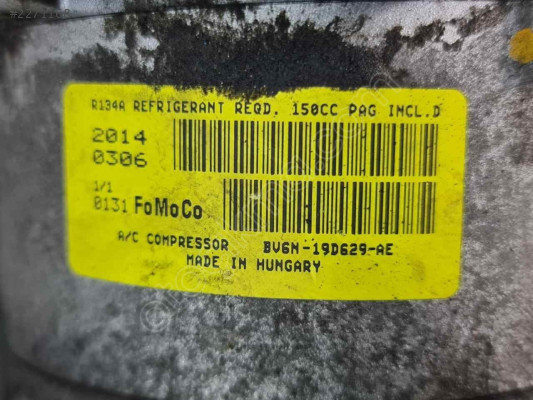 R134A REFRIGERANT REQD. 150CC PAG INCL.D
2014
0306
1/1
0131 FoMoCo
A/C COMPRESSOR BV6N-19D629-AE
MADE IN HUNGARY